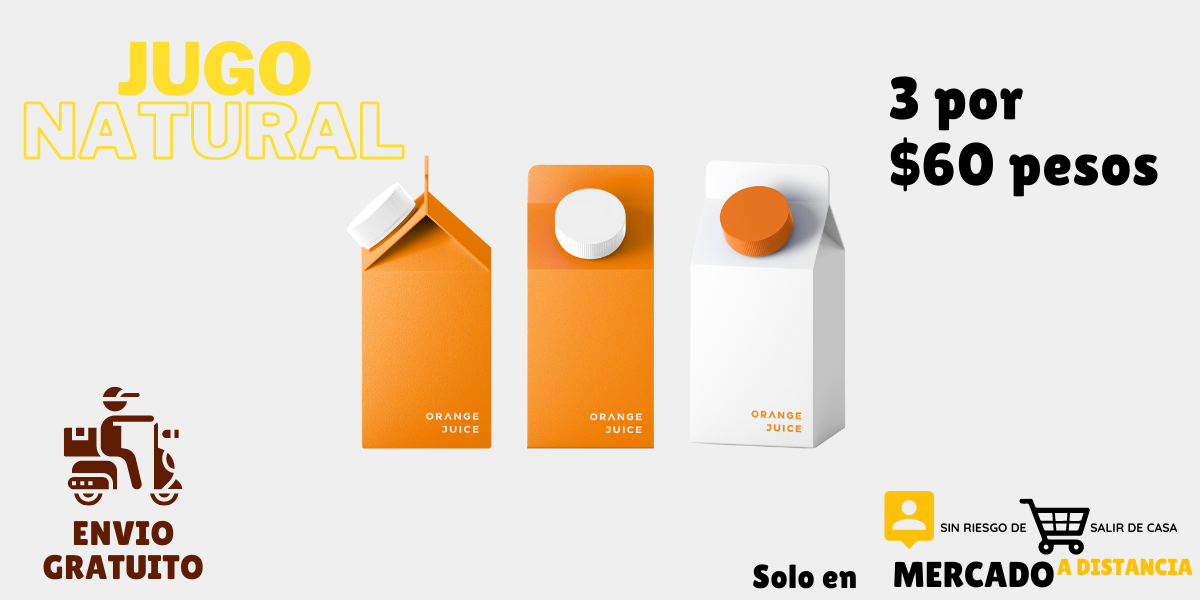 JUGO
NATURAL
3 por
$60 pesos
ORANGE
JUICE
ORANGE
JUICE
ORANGE
JUICE
ENVIO
GRATUITO
SIN RIESGO DE SALIR DE CASA
Solo en MERCADO A DISTANCIA